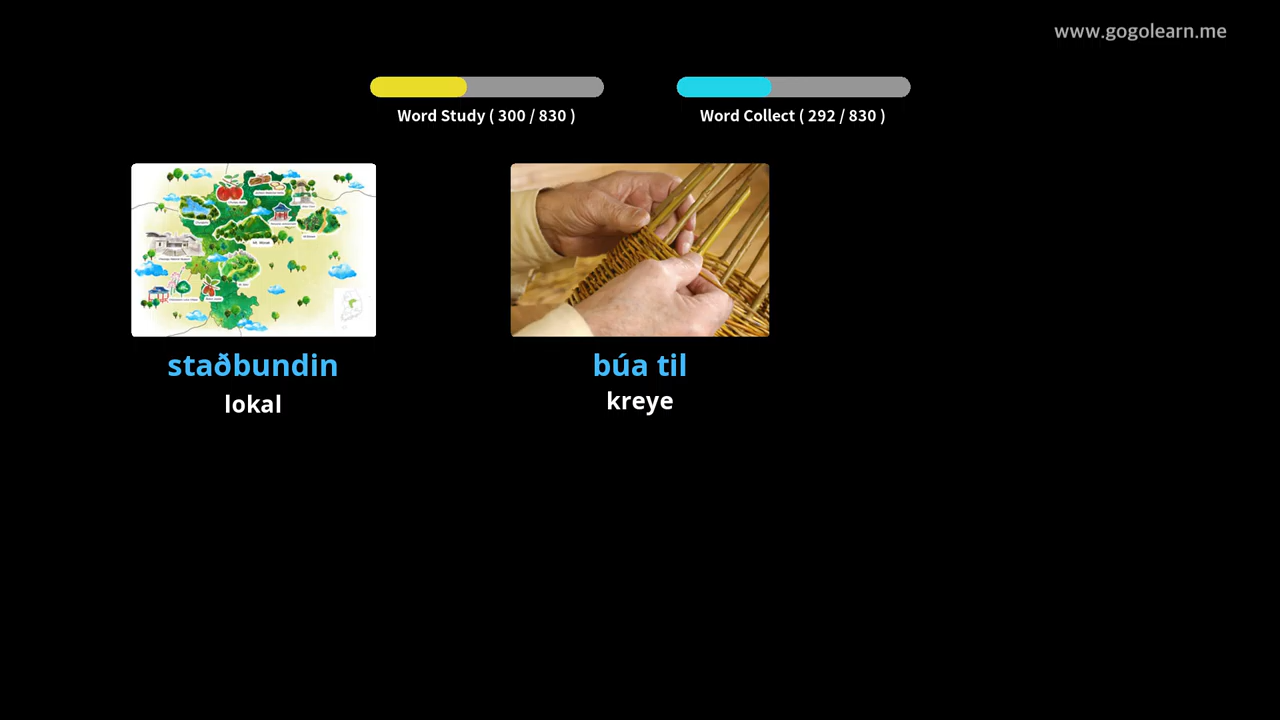 www.gogolearn.me
Word Study ( 300 / 830 )
Word Collect ( 292 / 830 )
staðbundin
búa til
lokal
kreye